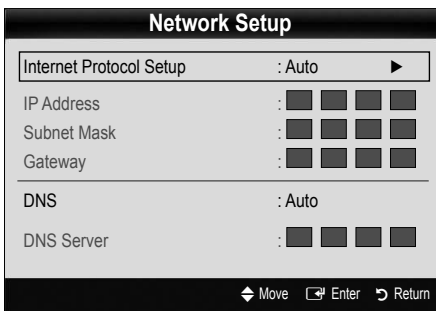 Network Setup
Internet Protocol Setup : Auto ►
IP Address :
Subnet Mask :
Gateway :
DNS : Auto
DNS Server :
Move Enter Return